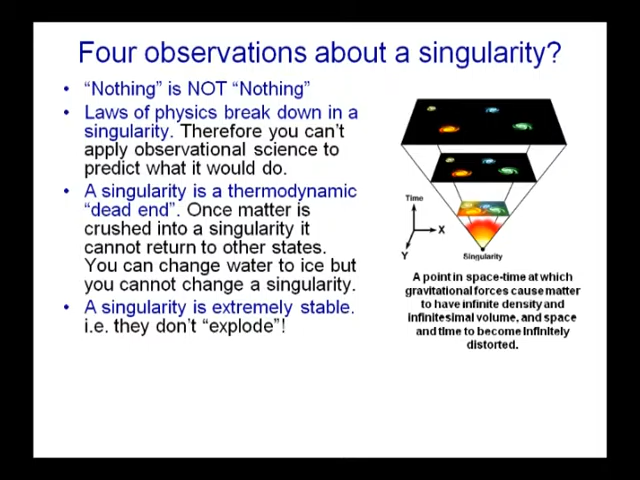 Four observations about a singularity?
• “Nothing” is NOT “Nothing”
• Laws of physics break down in a
singularity. Therefore you can’t
apply observational science to
predict what it would do.
• A singularity is a thermodynamic
“dead end”. Once matter is
crushed into a singularity it
cannot return to other states.
You can change water to ice but
you cannot change a singularity.
• A singularity is extremely stable.
i.e. they don’t “explode”!
Time
X
Y
Singularity
A point in space-time at which
gravitational forces cause matter
to have infinite density and
infinitesimal volume, and space
and time to become infinitely
distorted.